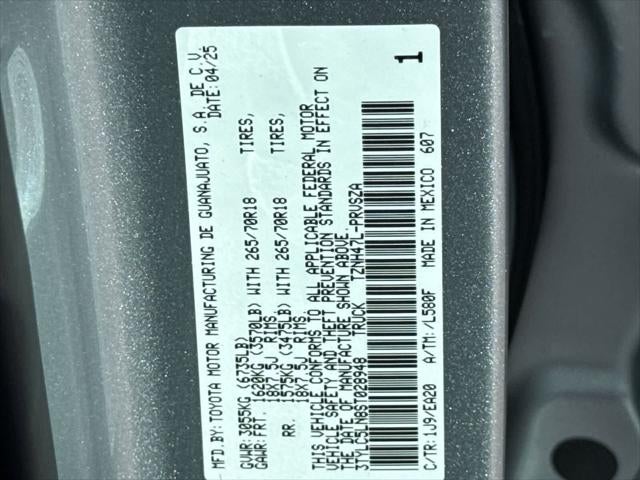 MFD.BY:TOYOTA MOTOR MANUFACTURING DE GUANAJUATO, S.A.DE C.V.
DATE:04/25
GVWR:3055KG (6735LB)
GAWR:FRT. 1620KG (3570LB) WITH 265/70R18 TIRES,
18X7.5J RIMS
RR. 1575KG (3475LB) WITH 265/70R18 TIRES,
18X7.5J RIMS.
THIS VEHICLE CONFORMS TO ALL APPLICABLE FEDERAL MOTOR
VEHICLE SAFETY AND THEFT PREVENTION STANDARDS IN EFFECT ON
THE DATE OF MANUFACTURE SHOWN ABOVE.
3TYLC5LN8ST028948 TRUCK TZNH47L-PRVSZA
C/TR:1J9/EA20 A/TM:/L580F MADE IN MEXICO 607
1